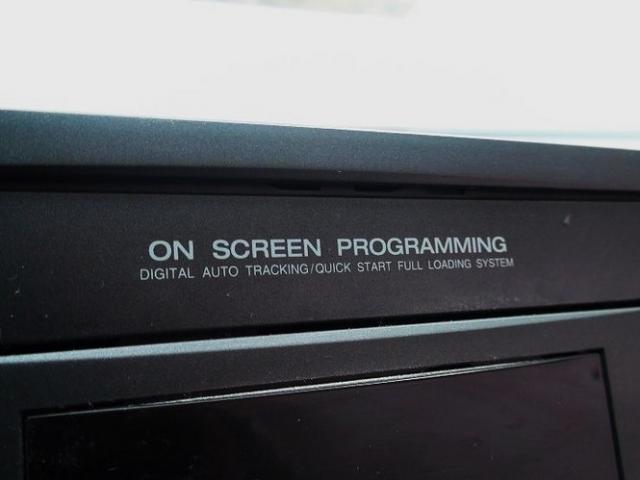 ON SCREEN PROGRAMMING
DIGITAL AUTO TRACKING/QUICK START FULL LOADING SYSTEM